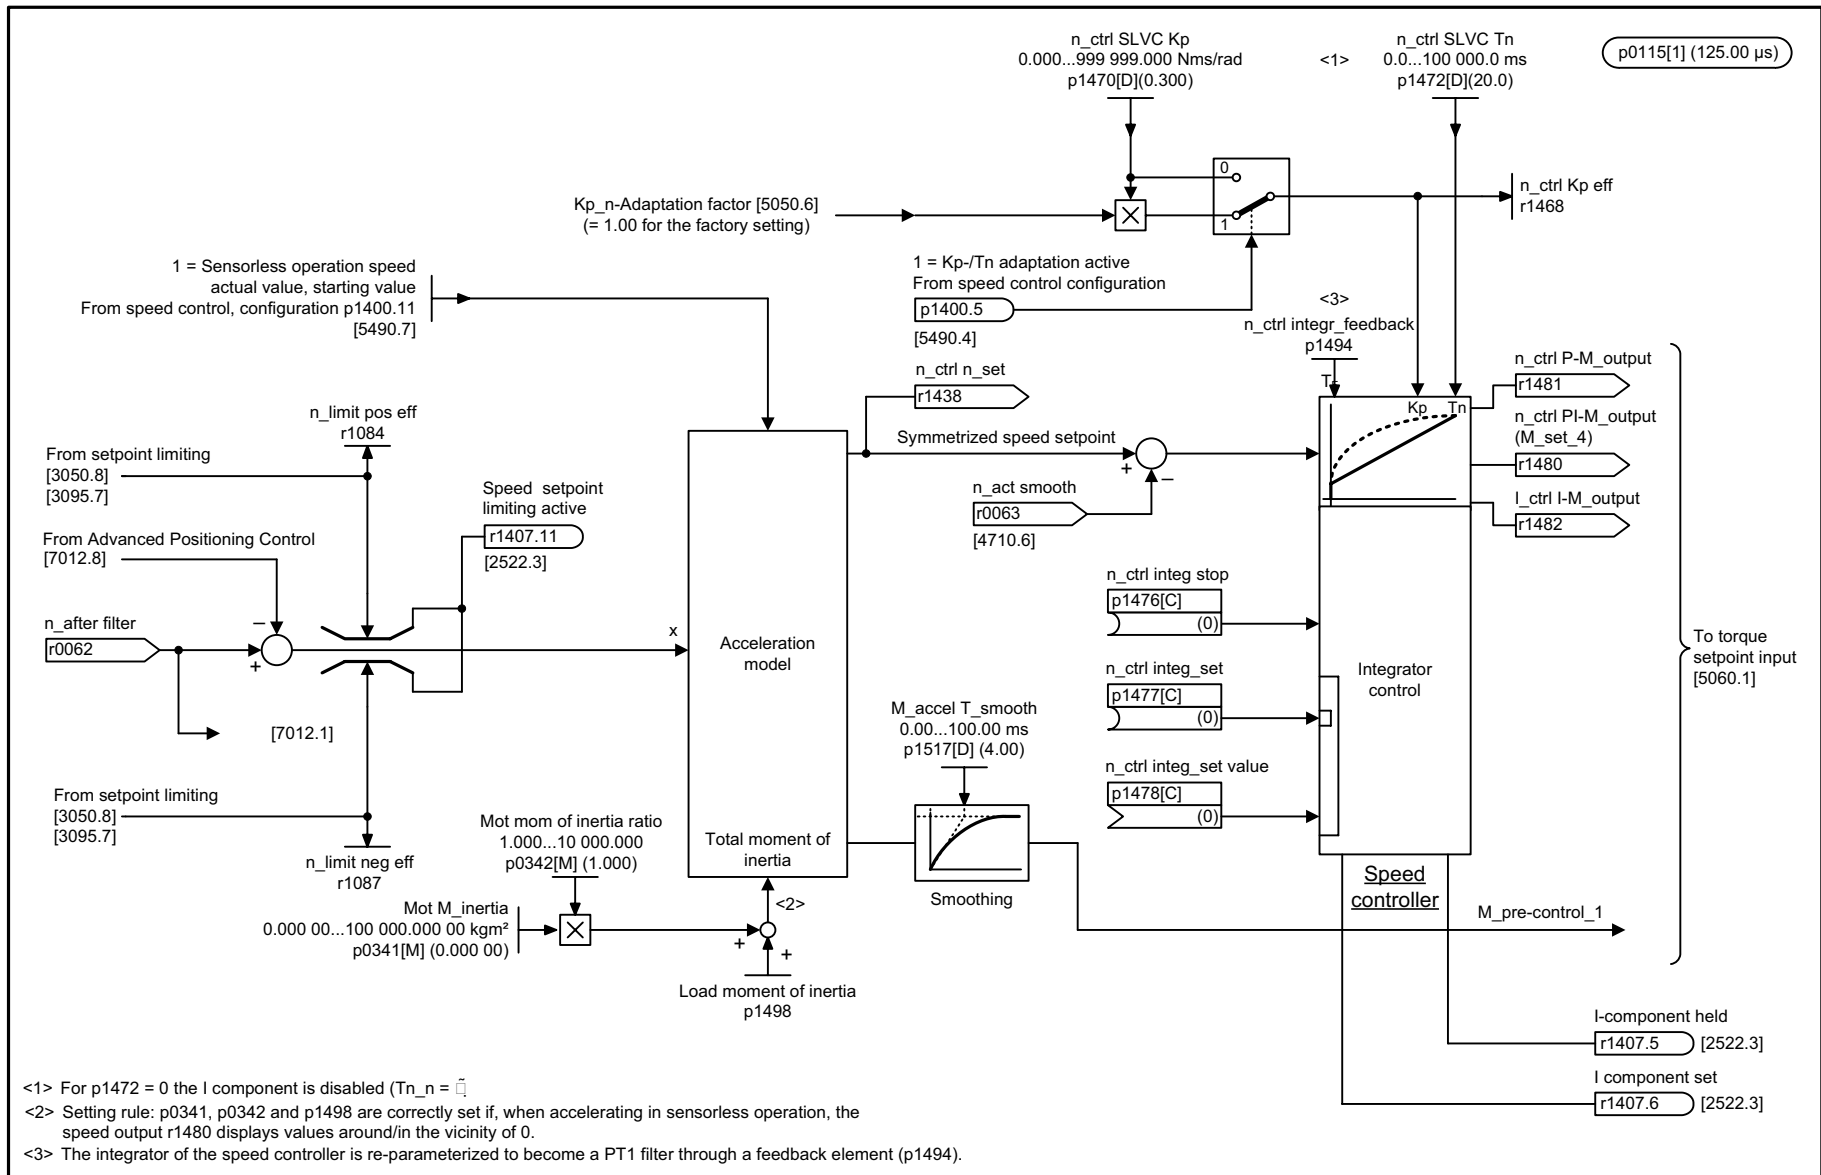 n_ctrl SLVC Kp
0.000...999 999.000 Nms/rad
p1470[D](0.300)
<1>
n_ctrl SLVC Tn
0.0...100 000.0 ms
p1472[D](20.0)
p0115[1] (125.00 µs)
0
1
n_ctrl Kp eff
r1468
Kp_n-Adaptation factor [5050.6]
(= 1.00 for the factory setting)
1 = Sensorless operation speed
actual value, starting value
From speed control, configuration p1400.11
[5490.7]
1 = Kp-/Tn adaptation active
From speed control configuration
p1400.5
[5490.4]
<3>
n_ctrl integr_feedback
p1494
n_ctrl n_set
r1438
Kp
Tn
n_ctrl P-M_output
r1481
n_ctrl PI-M_output
(M_set_4)
r1480
I_ctrl I-M_output
r1482
n_limit pos eff
r1084
From setpoint limiting
[3050.8]
[3095.7]
Symmetrized speed setpoint
+
–
n_act smooth
r0063
[4710.6]
Speed setpoint
limiting active
r1407.11
[2522.3]
From Advanced Positioning Control
[7012.8]
n_after filter
r0062
–
+
[7012.1]
x
Acceleration
model
n_ctrl integ stop
p1476[C]
(0)
n_ctrl integ_set
p1477[C]
(0)
n_ctrl integ_set value
p1478[C]
(0)
Integrator
control
To torque
setpoint input
[5060.1]
M_accel T_smooth
0.00...100.00 ms
p1517[D] (4.00)
From setpoint limiting
[3050.8]
[3095.7]
n_limit neg eff
r1087
Mot mom of inertia ratio
1.000...10 000.000
p0342[M] (1.000)
Total moment of
inertia
Smoothing
Speed
controller
Mot M_inertia
0.000 00...100 000.000 00 kgm²
p0341[M] (0.000 00)
<2>
+
+
Load moment of inertia
p1498
M_pre-control_1
I-component held
r1407.5
[2522.3]
I component set
r1407.6
[2522.3]
<1> For p1472 = 0 the I component is disabled (Tn_n =
<2> Setting rule: p0341, p0342 and p1498 are correctly set if, when accelerating in sensorless operation, the
speed output r1480 displays values around/in the vicinity of 0.
<3> The integrator of the speed controller is re-parameterized to become a PT1 filter through a feedback element (p1494).